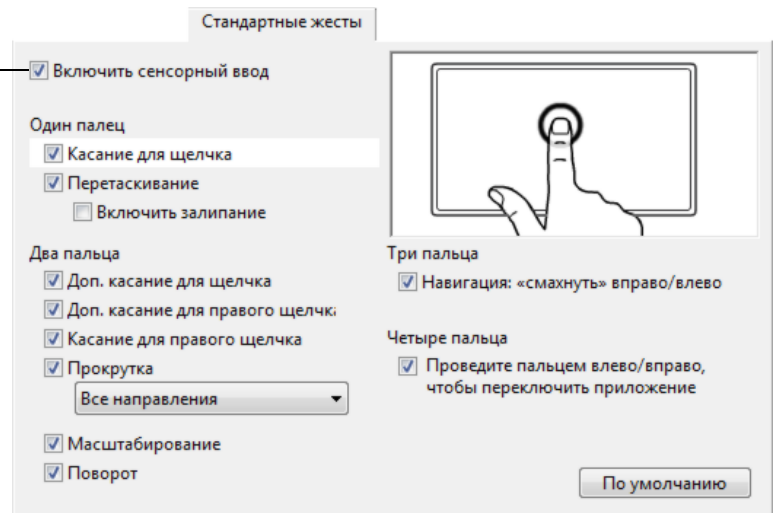 Стандартные жесты
Включить сенсорный ввод
Один палец
Касание для щелчка
Перетаскивание
Включить залипание
Два пальца
Доп. касание для щелчка
Доп. касание для правого щелчка
Касание для правого щелчка
Прокрутка
Все направления
Масштабирование
Поворот
Три пальца
Навигация: «смахнуть» вправо/влево
Четыре пальца
Проведите пальцем влево/вправо,
чтобы переключить приложение
По умолчанию